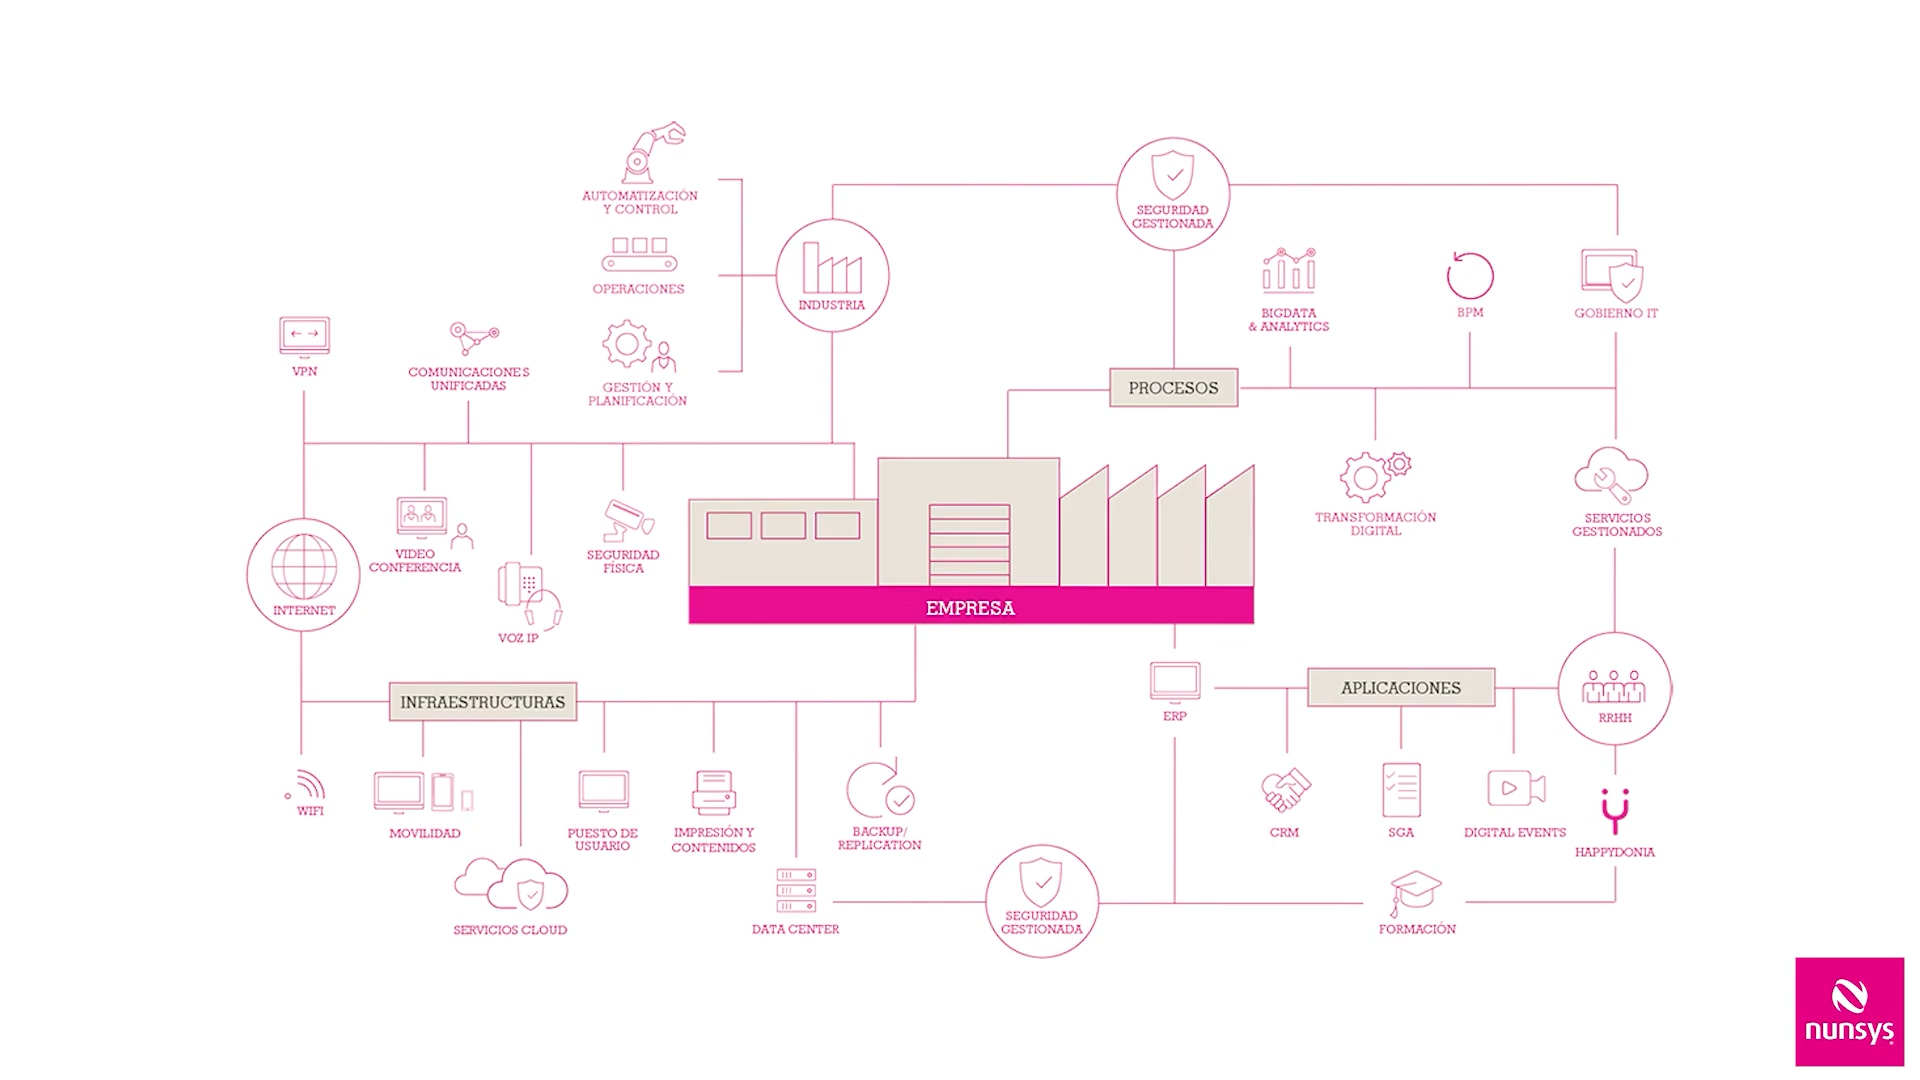 AUTOMATIZACIÓN
Y CONTROL
OPERACIONES
GESTIÓN Y
PLANIFICACIÓN
INDUSTRIA
SEGURIDAD
GESTIONADA
BIGDATA
& ANALYTICS
BPM
GOBIERNO IT
VPN
COMUNICACIONES
UNIFICADAS
PROCESOS
VIDEO
CONFERENCIA
SEGURIDAD
FÍSICA
TRANSFORMACIÓN
DIGITAL
SERVICIOS
GESTIONADOS
INTERNET
VOZ IP
EMPRESA
INFRAESTRUCTURAS
ERP
APLICACIONES
RRHH
WIFI
MOVILIDAD
PUESTO DE
USUARIO
IMPRESIÓN Y
CONTENIDOS
BACKUP/
REPLICATION
CRM
SGA
DIGITAL EVENTS
HAPPYDONIA
SERVICIOS CLOUD
DATA CENTER
SEGURIDAD
GESTIONADA
FORMACIÓN
nunsys